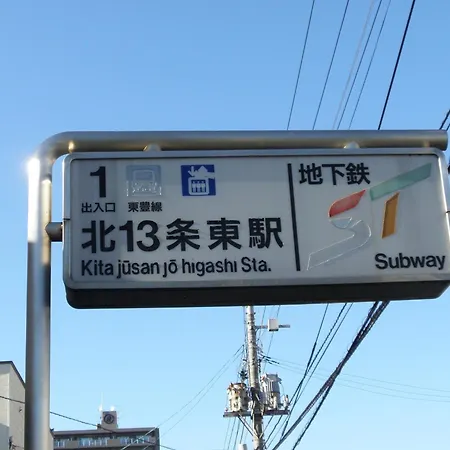 1
出入口 東豊線
北13条東駅
Kita jūsan jō higashi Sta.
地下鉄
ST
Subway